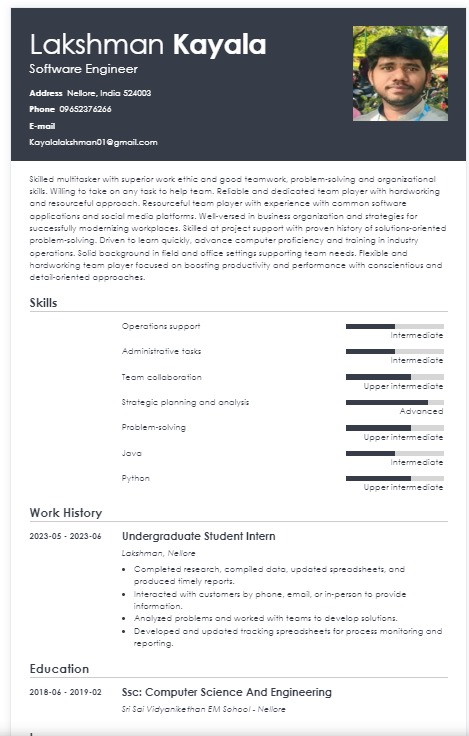 Lakshman Kayala
Software Engineer
Address Nellore, India 524003
Phone 09652376266
E-mail
Kayalalakshman01@gmail.com
Skilled multitasker with superior work ethic and good teamwork, problem-solving and organizational
skills. Willing to take on any task to help team. Reliable and dedicated team player with hardworking
and resourceful approach. Resourceful team player with experience with common software
applications and social media platforms. Well-versed in business organization and strategies for
successfully modernizing workplaces. Skilled at project support with proven history of solutions-oriented
problem-solving. Driven to learn quickly, advance computer proficiency and training in industry
operations. Solid background in field and office settings supporting team needs. Flexible and
hardworking team player focused on boosting productivity and performance with conscientious and
detail-oriented approaches.
Skills
Operations support
Intermediate
Administrative tasks
Intermediate
Team collaboration
Upper intermediate
Strategic planning and analysis
Advanced
Problem-solving
Upper intermediate
Java
Intermediate
Python
Upper intermediate
Work History
2023-05 - 2023-06 Undergraduate Student Intern
Lakshman, Nellore
• Completed research, compiled data, updated spreadsheets, and
produced timely reports.
• Interacted with customers by phone, email, or in-person to provide
information.
• Analyzed problems and worked with teams to develop solutions.
• Developed and updated tracking spreadsheets for process monitoring and
reporting.
Education
2018-06 - 2019-02 Ssc: Computer Science And Engineering
Sri Sai Vidyanikethan EM School - Nellore